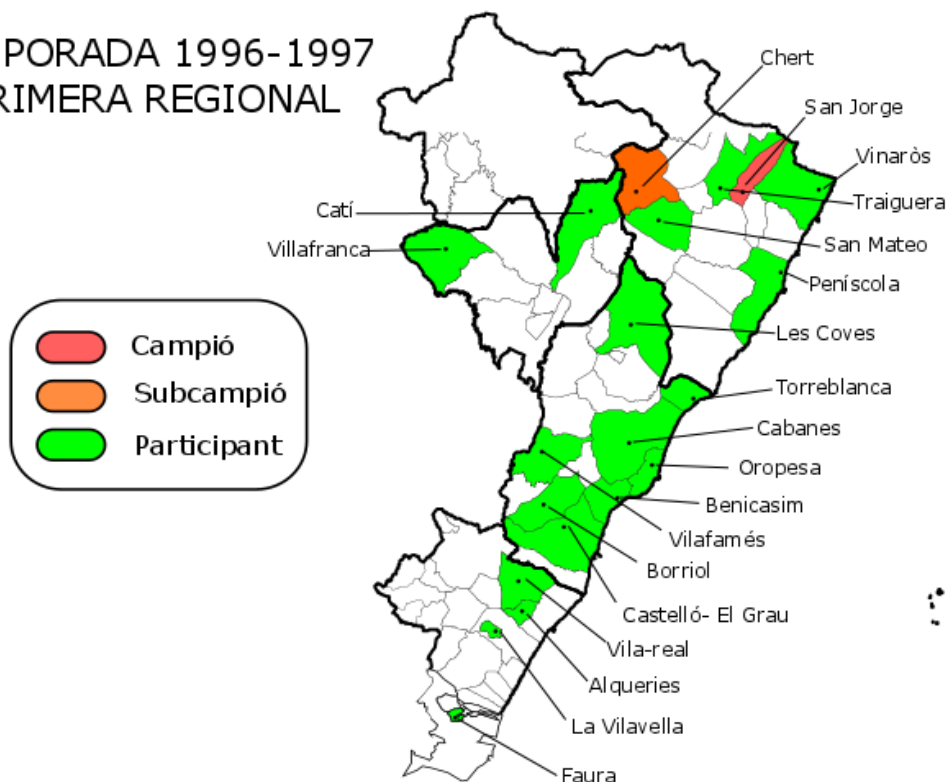 PORADA 1996-1997
RIMERA REGIONAL
Chert
San Jorge
Vinaròs
Traiguera
Catí
Villafranca
San Mateo
Peníscola
Les Coves
Campió
Subcampió
Participant
Torreblanca
Cabanes
Oropesa
Benicasim
Vilafamés
Borriol
Castelló- El Grau
Vila-real
Alqueries
La Vilavella
Faura